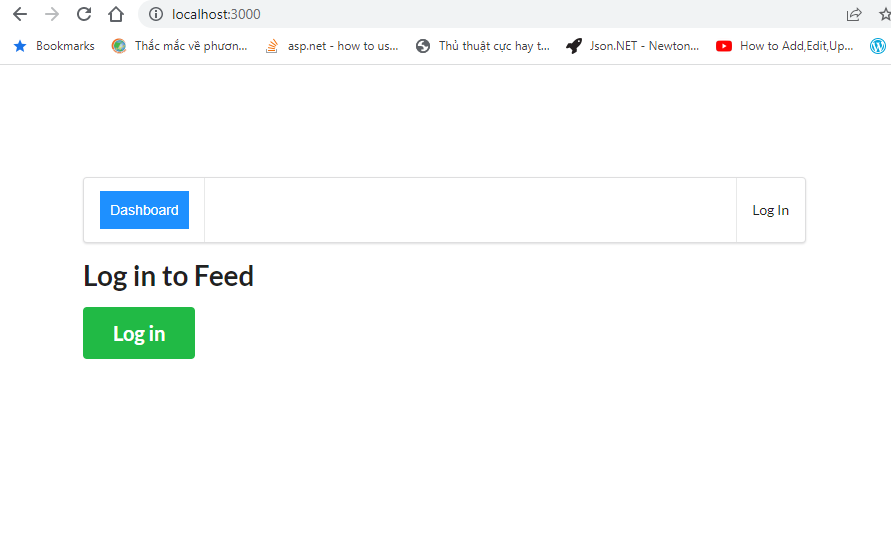 localhost:3000
Bookmarks Thắc mắc về phươn... asp.net - how to us... Thủ thuật cực hay t... Json.NET - Newton... How to Add,Edit,Up...
Dashboard Log In
Log in to Feed
Log in